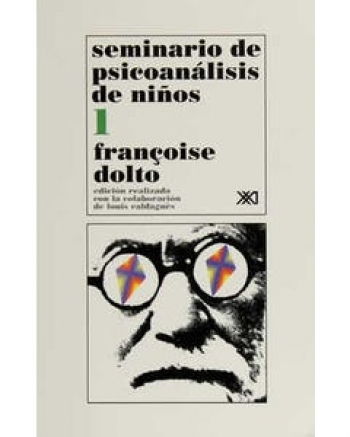 seminario de
psicoanálisis
de niños
1
françoise
dolto
edición realizada
con la colaboración
de louis caldaguès